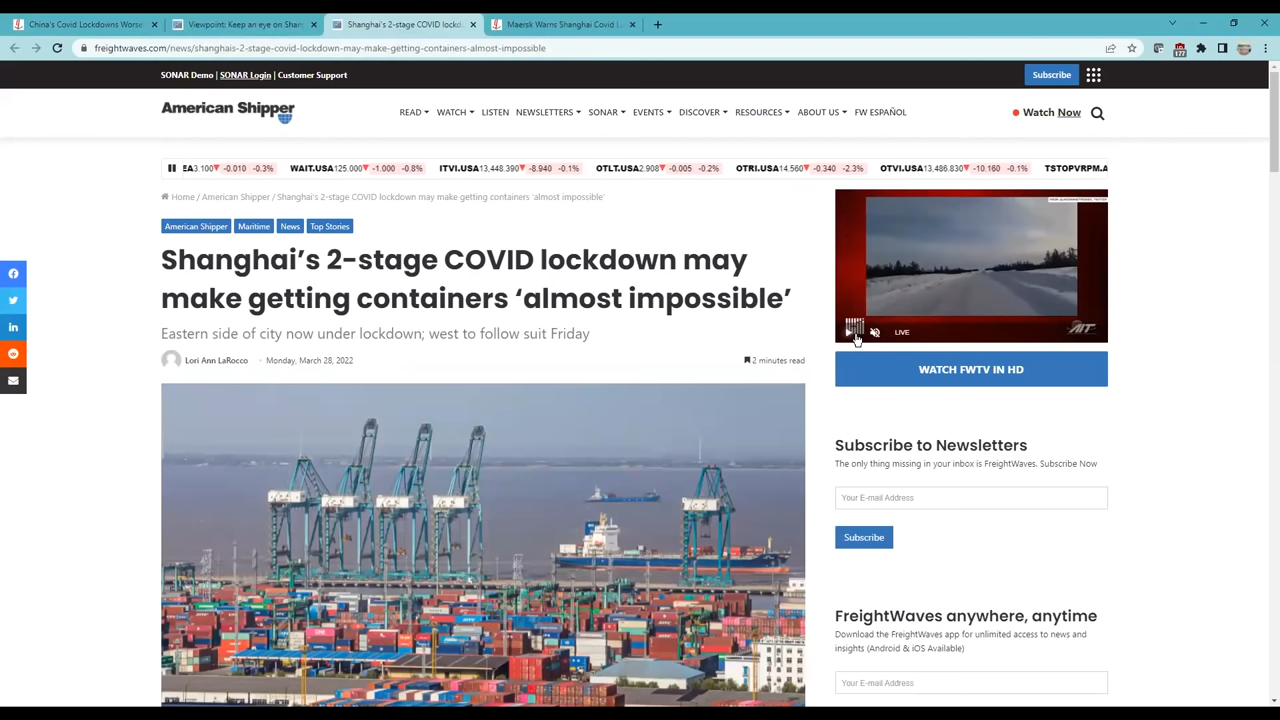 China's Covid Lockdowns Worse
Viewpoint: Keep an eye on Shan
Shanghai's 2-stage COVID lockd
Maersk Warns Shanghai Covid L
freightwaves.com/news/shanghais-2-stage-covid-lockdown-may-make-getting-containers-almost-impossible
177
SONAR Demo | SONAR Login | Customer Support
Subscribe
American Shipper
READ WATCH LISTEN NEWSLETTERS SONAR EVENTS DISCOVER RESOURCES ABOUT US FW ESPAÑOL
Watch Now
EA3.100 -0.010 -0.3% WAIT.USA125.000 -1.000 -0.8% ITVI.USA13,448.390 -8.940 -0.1% OTLT.USA2.908 -0.005 -0.2% OTRI.USA14.560 -0.340 -2.3% OTVI.USA13,486.830 -10.160 -0.1% TSTOPVRPM.A
Home / American Shipper / Shanghai's 2-stage COVID lockdown may make getting containers 'almost impossible'
American Shipper Maritime News Top Stories
Shanghai's 2-stage COVID lockdown may
make getting containers 'almost impossible'
Eastern side of city now under lockdown; west to follow suit Friday
Lori Ann LaRocco Monday, March 28, 2022
2 minutes read
LIVE
WATCH FWTV IN HD
Subscribe to Newsletters
The only thing missing in your inbox is FreightWaves. Subscribe Now
Your E-mail Address
Subscribe
FreightWaves anywhere, anytime
Download the FreightWaves app for unlimited access to news and
insights (Android & iOS Available)
Your E-mail Address